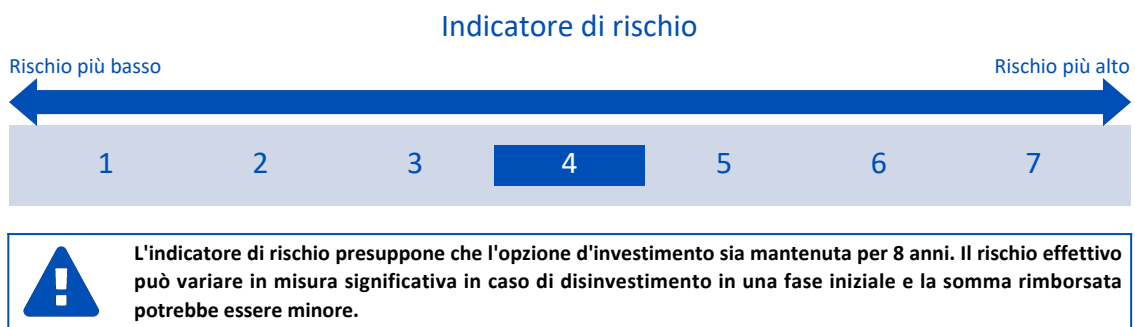 Indicatore di rischio
Rischio più basso
Rischio più alto
1 2 3 4 5 6 7
L'indicatore di rischio presuppone che l'opzione d'investimento sia mantenuta per 8 anni. Il rischio effettivo
può variare in misura significativa in caso di disinvestimento in una fase iniziale e la somma rimborsata
potrebbe essere minore.